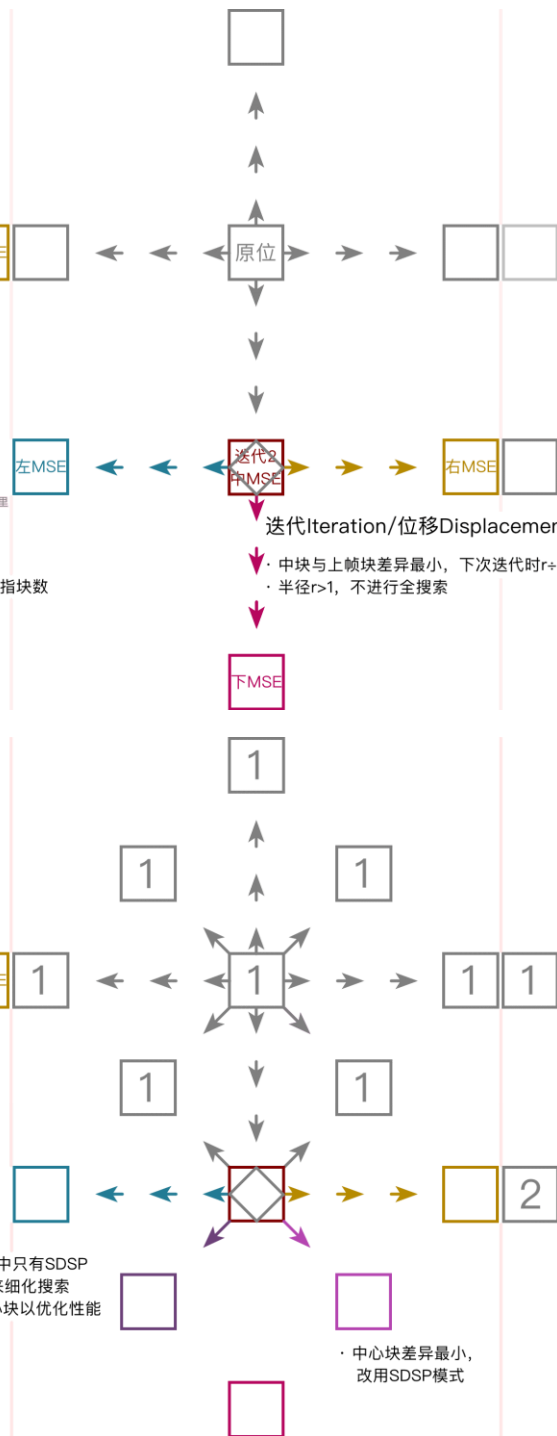 原位
左MSE
迭代2
中MSE
右MSE
迭代Iteration/位移Displacemen
· 中块与上帧块差异最小，下次迭代时r÷
指块数
· 半径r>1，不进行全搜索
下MSE
1
1
1
1
1
1
1
1
1
2
中只有SDSP
来细化搜索
块以优化性能
· 中心块差异最小，
改用SDSP模式